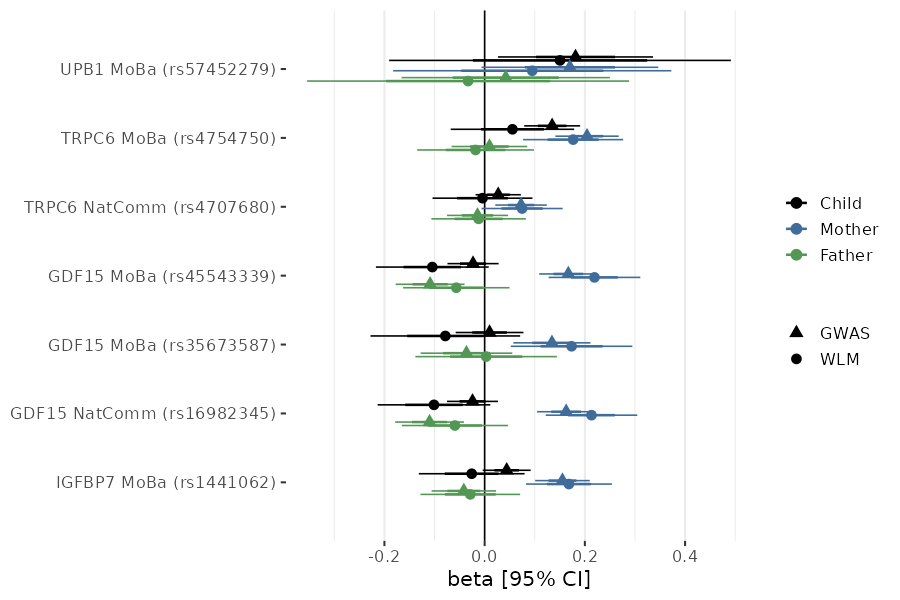 UPB1 MoBa (rs57452279)
TRPC6 MoBa (rs4754750)
TRPC6 NatComm (rs4707680)
GDF15 MoBa (rs45543339)
GDF15 MoBa (rs35673587)
GDF15 NatComm (rs16982345)
IGFBP7 MoBa (rs1441062)
-0.2 0.0 0.2 0.4
beta [95% CI]
Child
Mother
Father
GWAS
WLM